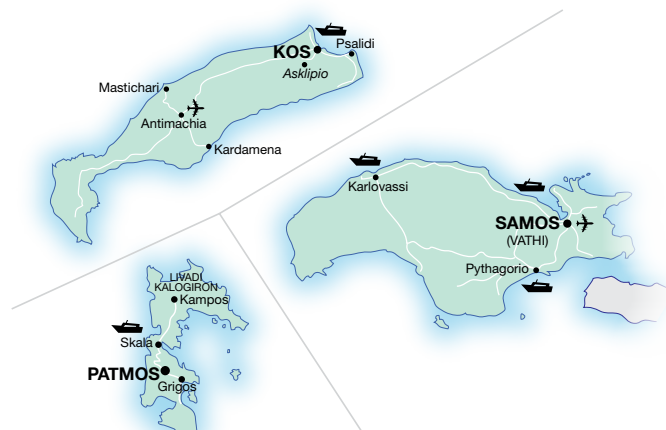 KOS
Psalidi
Asklipio
Mastichari
Antimachia
Kardamena
Karlovassi
SAMOS
(VATHI)
Pythagorio
LIVADI
KALOGIRON
Kampos
Skala
PATMOS
Grigos